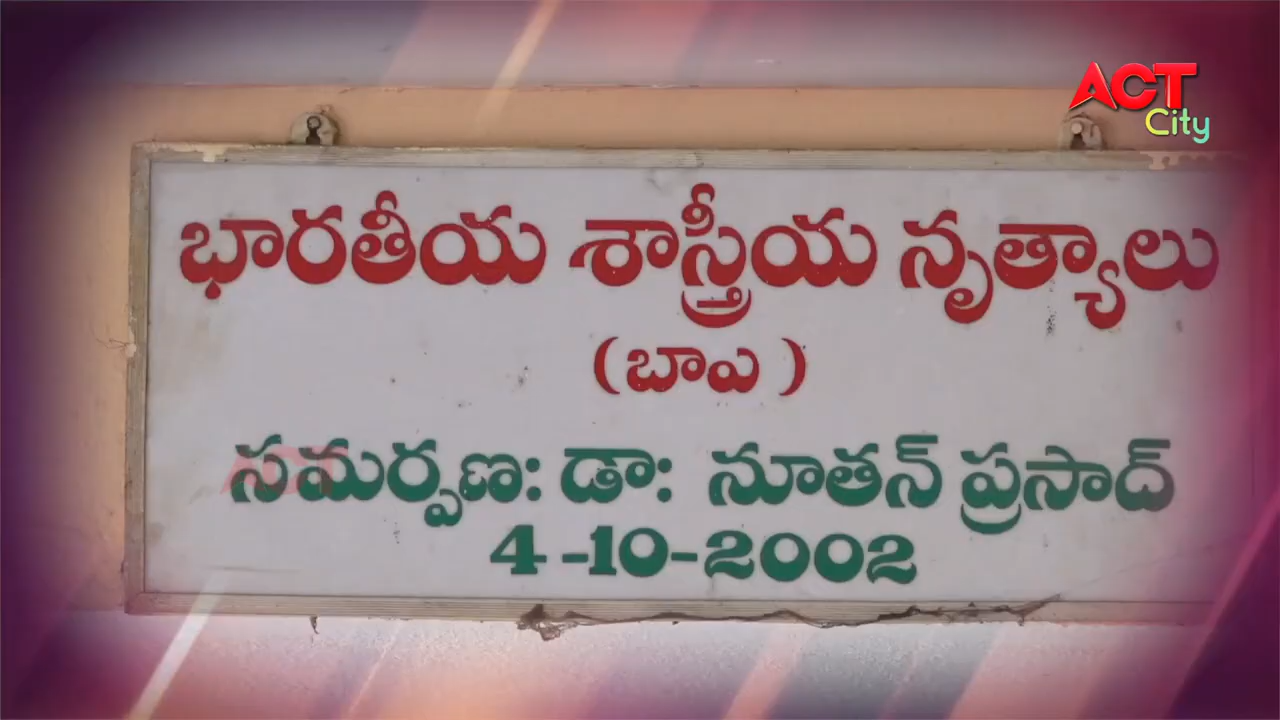 ACT
City
భారతీయ శాస్త్రీయ నృత్యాలు
(బాపు)
సమర్పణ: డా: నూతన్ ప్రసాద్
4-10-2002